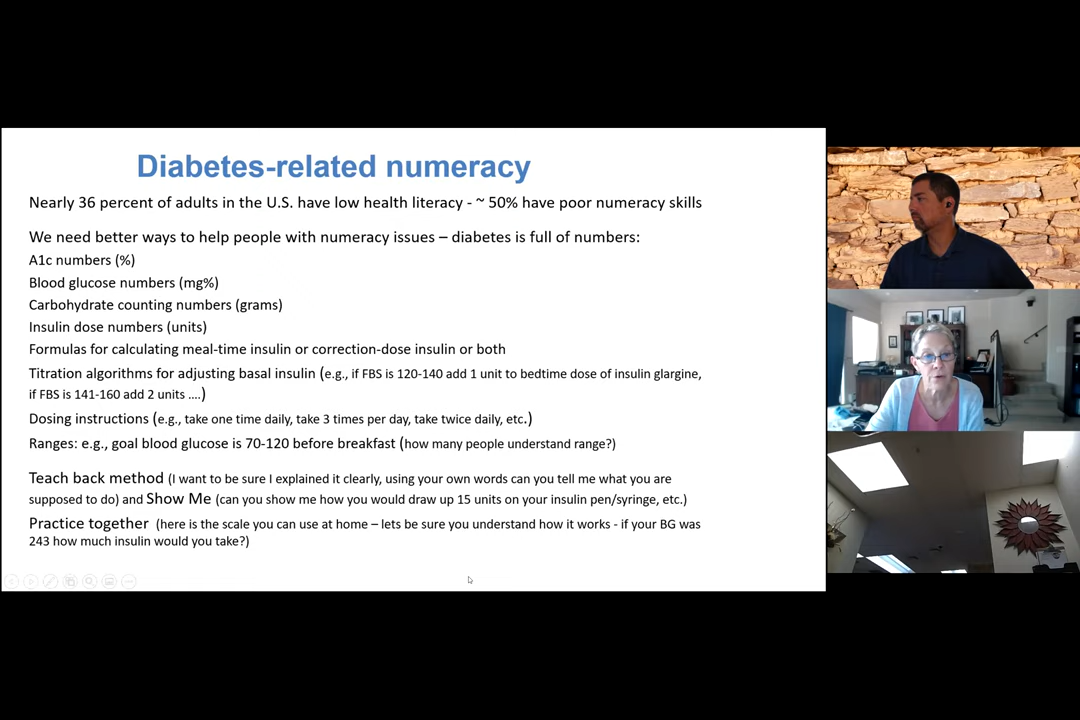 Diabetes-related numeracy
Nearly 36 percent of adults in the U.S. have low health literacy - ~ 50% have poor numeracy skills
We need better ways to help people with numeracy issues – diabetes is full of numbers:
A1c numbers (%)
Blood glucose numbers (mg%)
Carbohydrate counting numbers (grams)
Insulin dose numbers (units)
Formulas for calculating meal-time insulin or correction-dose insulin or both
Titration algorithms for adjusting basal insulin (e.g., if FBS is 120-140 add 1 unit to bedtime dose of insulin glargine,
if FBS is 141-160 add 2 units ....)
Dosing instructions (e.g., take one time daily, take 3 times per day, take twice daily, etc.)
Ranges: e.g., goal blood glucose is 70-120 before breakfast (how many people understand range?)
Teach back method (I want to be sure I explained it clearly, using your own words can you tell me what you are
supposed to do) and Show Me (can you show me how you would draw up 15 units on your insulin pen/syringe, etc.)
Practice together (here is the scale you can use at home – lets be sure you understand how it works - if your BG was
243 how much insulin would you take?)